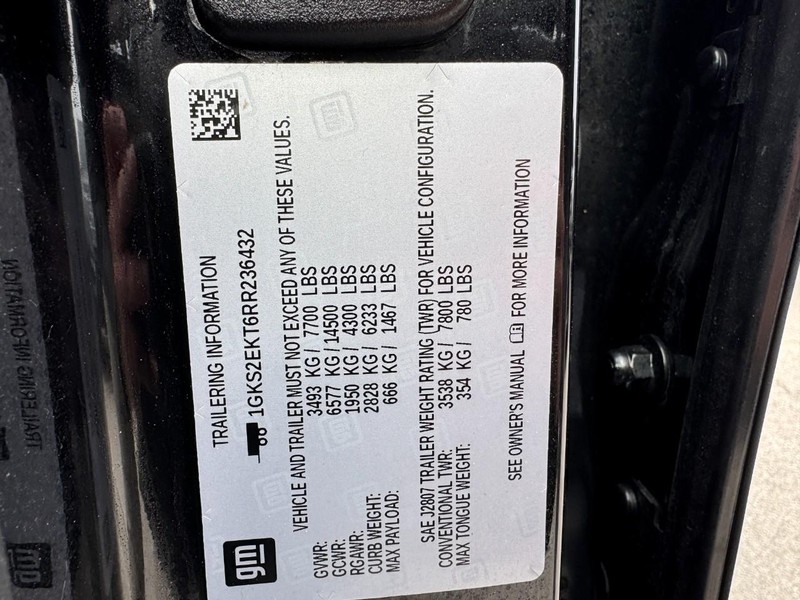 gm
TRAILERING INFORMATION
1GKS2EKT6RR236432
VEHICLE AND TRAILER MUST NOT EXCEED ANY OF THESE VALUES.
GVWR: 3493 KG / 7700 LBS
GCWR: 6577 KG / 14500 LBS
RGAWR: 1950 KG / 4300 LBS
CURB WEIGHT: 2828 KG / 6233 LBS
MAX PAYLOAD: 666 KG / 1467 LBS
SAE J2807 TRAILER WEIGHT RATING (TWR) FOR VEHICLE CONFIGURATION.
CONVENTIONAL TWR: 3538 KG / 7800 LBS
MAX TONGUE WEIGHT: 354 KG / 780 LBS
SEE OWNER'S MANUAL FOR MORE INFORMATION
TRAILERING INFORMATION
gm